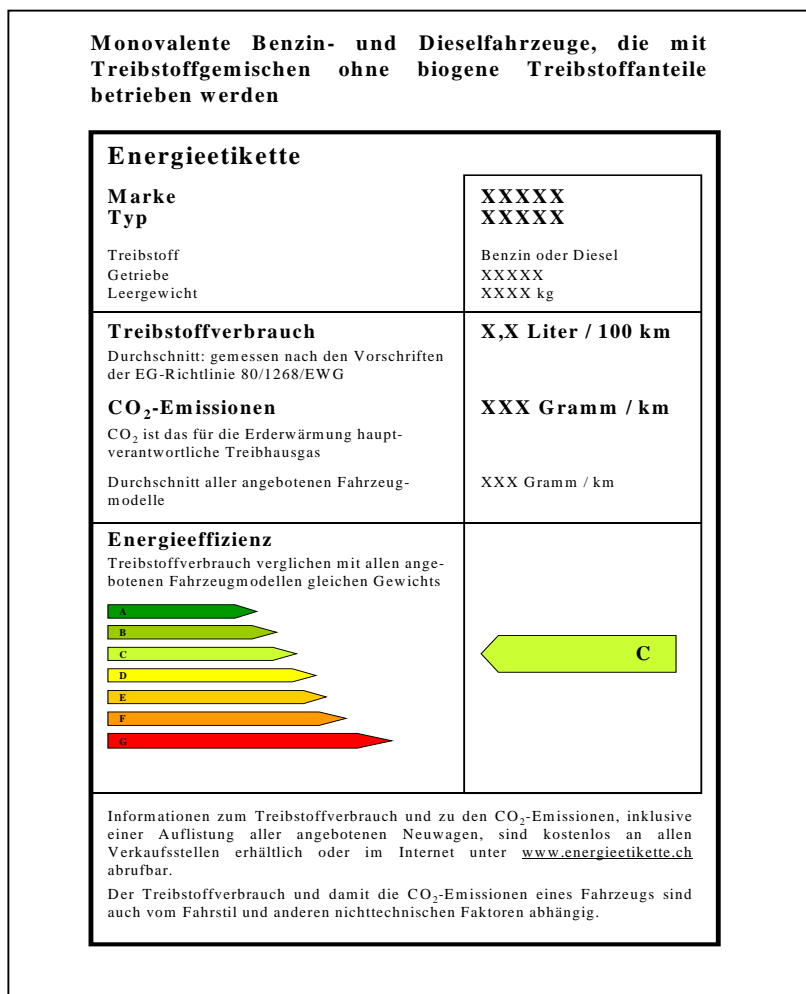 Monovalente Benzin- und Dieselfahrzeuge, die mit
Treibstoffgemischen ohne biogene Treibstoffanteile
betrieben werden
Energieetikette
Marke XXXXX
Typ XXXXX
Treibstoff Benzin oder Diesel
Getriebe XXXXX
Leergewicht XXXX kg
Treibstoffverbrauch X,X Liter / 100 km
Durchschnitt: gemessen nach den Vorschriften
der EG-Richtlinie 80/1268/EWG
CO₂-Emissionen XXX Gramm / km
CO₂ ist das für die Erderwärmung haupt-
verantwortliche Treibhausgas
Durchschnitt aller angebotenen Fahrzeug- XXX Gramm / km
modelle
Energieeffizienz
Treibstoffverbrauch verglichen mit allen ange-
botenen Fahrzeugmodellen gleichen Gewichts
A
B
C
D
E
F
G
C
Informationen zum Treibstoffverbrauch und zu den CO₂-Emissionen, inklusive
einer Auflistung aller angebotenen Neuwagen, sind kostenlos an allen
Verkaufsstellen erhältlich oder im Internet unter www.energieetikette.ch
abrufbar.
Der Treibstoffverbrauch und damit die CO₂-Emissionen eines Fahrzeugs sind
auch vom Fahrstil und anderen nichttechnischen Faktoren abhängig.